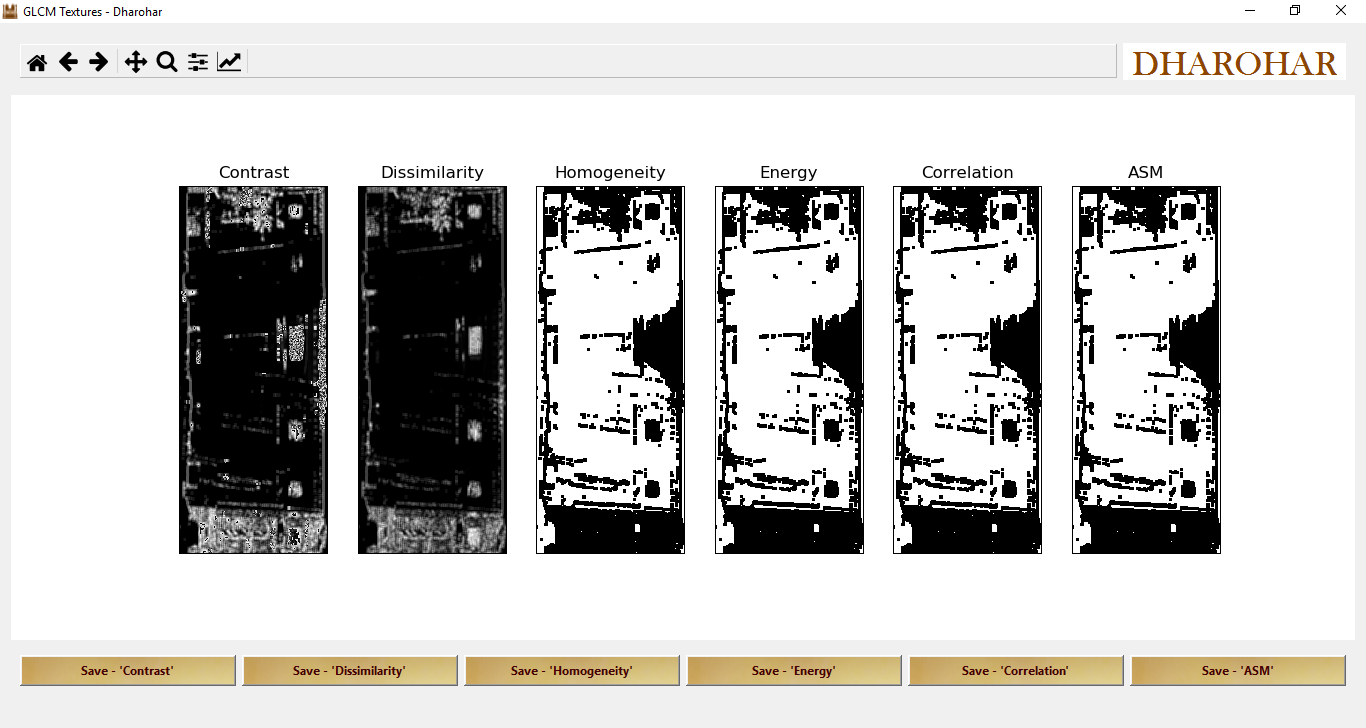 GLCM Textures - Dharohar
DHAROHAR
Contrast
Dissimilarity
Homogeneity
Energy
Correlation
ASM
Save - 'Contrast'
Save - 'Dissimilarity'
Save - 'Homogeneity'
Save - 'Energy'
Save - 'Correlation'
Save - 'ASM'